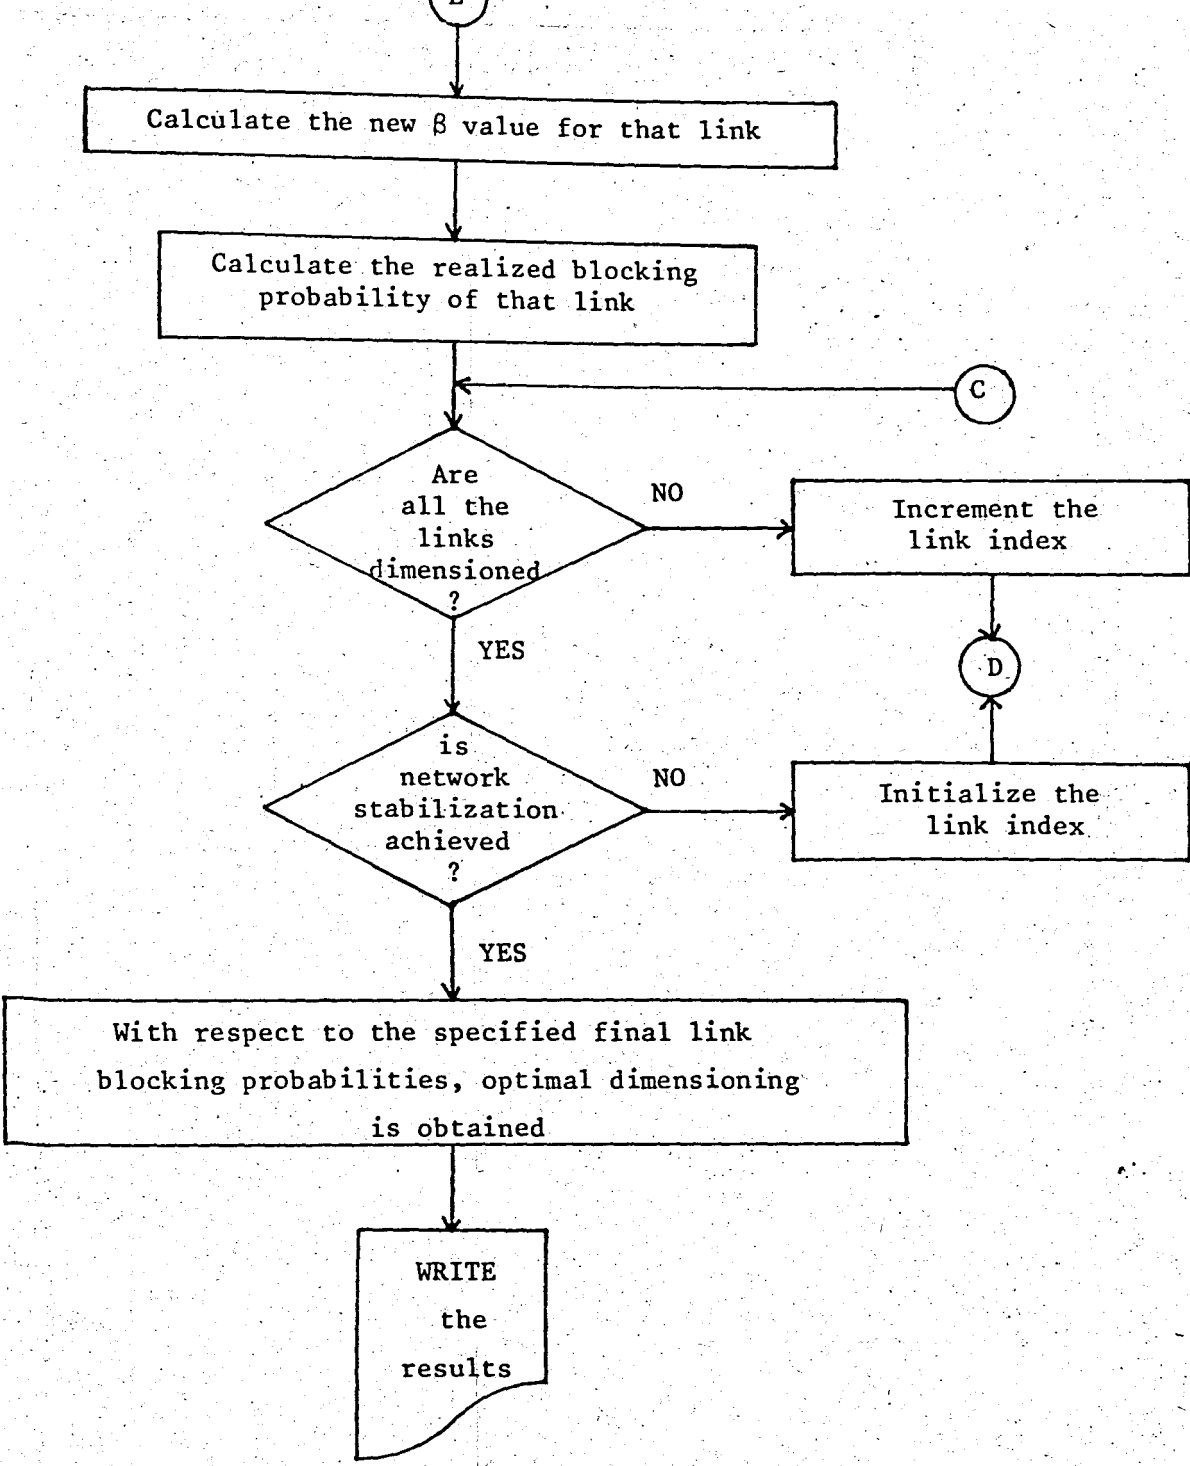 Calculate the new β value for that link
Calculate the realized blocking
probability of that link
C
Are
all the
links
dimensioned
?
NO
Increment the
link index
YES
D
is
network
stabilization
achieved
?
NO
Initialize the
link index
YES
With respect to the specified final link
blocking probabilities, optimal dimensioning
is obtained
WRITE
the
results